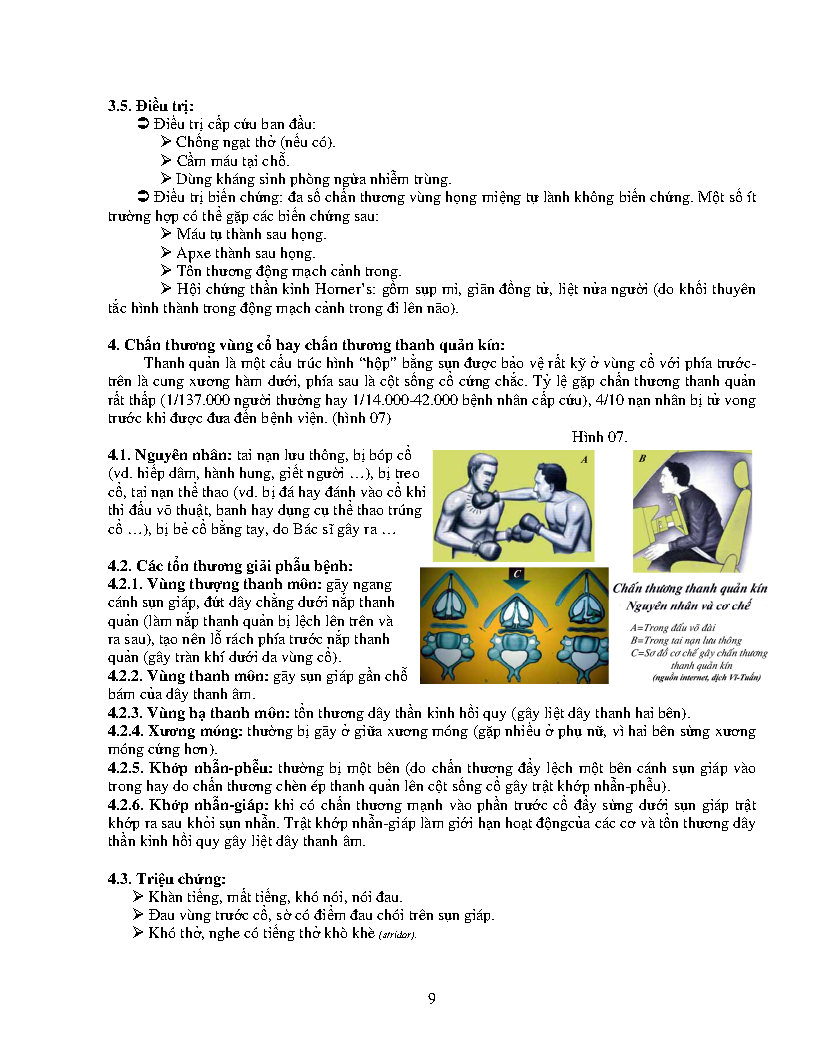 3.5. Điều trị:
➲ Điều trị cấp cứu ban đầu:
➢ Chống ngạt thở (nếu có).
➢ Cầm máu tại chỗ.
➢ Dùng kháng sinh phòng ngừa nhiễm trùng.
➲ Điều trị biến chứng: đa số chấn thương vùng họng miệng tự lành không biến chứng. Một số ít
trường hợp có thể gặp các biến chứng sau:
➢ Máu tụ thành sau họng.
➢ Apxe thành sau họng.
➢ Tổn thương động mạch cảnh trong.
➢ Hội chứng thần kinh Horner’s: gồm sụp mi, giãn đồng tử, liệt nửa người (do khối thuyên
tắc hình thành trong động mạch cảnh trong đi lên não).
4. Chấn thương vùng cổ hay chấn thương thanh quản kín:
Thanh quản là một cấu trúc hình “hộp” bằng sụn được bảo vệ rất kỹ ở vùng cổ với phía trước-
trên là cung xương hàm dưới, phía sau là cột sống cổ cứng chắc. Tỷ lệ gặp chấn thương thanh quản
rất thấp (1/137.000 người thường hay 1/14.000-42.000 bệnh nhân cấp cứu), 4/10 nạn nhân bị tử vong
trước khi được đưa đến bệnh viện. (hình 07)
Hình 07.
4.1. Nguyên nhân: tai nạn lưu thông, bị bóp cổ
(vd. hiếp dâm, hành hung, giết người …), bị treo
cổ, tai nạn thể thao (vd. bị đá hay đánh vào cổ khi
thi đấu võ thuật, banh hay dụng cụ thể thao trúng
cổ …), bị bẻ cổ bằng tay, do Bác sĩ gây ra …
A
B
C
Chấn thương thanh quản kín
Nguyên nhân và cơ chế
A=Trong đấu võ đài
B=Trong tai nạn lưu thông
C=Sơ đồ cơ chế gây chấn thương
thanh quản kín
(nguồn internet, dịch Vi-Tuấn)
4.2. Các tổn thương giải phẫu bệnh:
4.2.1. Vùng thượng thanh môn: gãy ngang
cánh sụn giáp, đứt dây chằng dưới nắp thanh
quản (làm nắp thanh quản bị lệch lên trên và
ra sau), tạo nên lỗ rách phía trước nắp thanh
quản (gây tràn khí dưới da vùng cổ).
4.2.2. Vùng thanh môn: gãy sụn giáp gần chỗ
bám của dây thanh âm.
4.2.3. Vùng hạ thanh môn: tổn thương dây thần kinh hồi quy (gây liệt dây thanh hai bên).
4.2.4. Xương móng: thường bị gãy ở giữa xương móng (gặp nhiều ở phụ nữ, vì hai bên sừng xương
móng cứng hơn).
4.2.5. Khớp nhẫn-phễu: thường bị một bên (do chấn thương đẩy lệch một bên cánh sụn giáp vào
trong hay do chấn thương chèn ép thanh quản lên cột sống cổ gây trật khớp nhẫn-phễu).
4.2.6. Khớp nhẫn-giáp: khi có chấn thương mạnh vào phần trước cổ đẩy sừng dưới sụn giáp trật
khớp ra sau khỏi sụn nhẫn. Trật khớp nhẫn-giáp làm giới hạn hoạt độngcủa các cơ và tổn thương dây
thần kinh hồi quy gây liệt dây thanh âm.
4.3. Triệu chứng:
➢ Khàn tiếng, mất tiếng, khó nói, nói đau.
➢ Đau vùng trước cổ, sờ có điểm đau chói trên sụn giáp.
➢ Khó thở, nghe có tiếng thở khò khè (stridor).
9